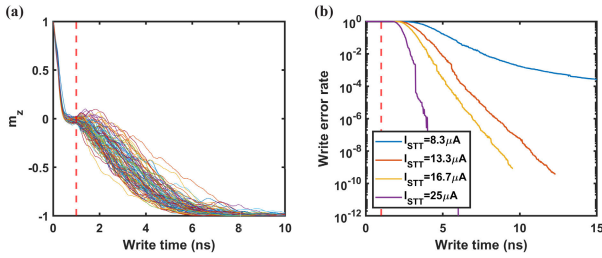 (a)
1
0.5
0
-0.5
-1
m_z
0 2 4 6 8 10
Write time (ns)
(b)
10^0
10^-2
10^-4
10^-6
10^-8
10^-10
10^-12
Write error rate
I_STT=8.3μA
I_STT=13.3μA
I_STT=16.7μA
I_STT=25μA
0 5 10 15
Write time (ns)